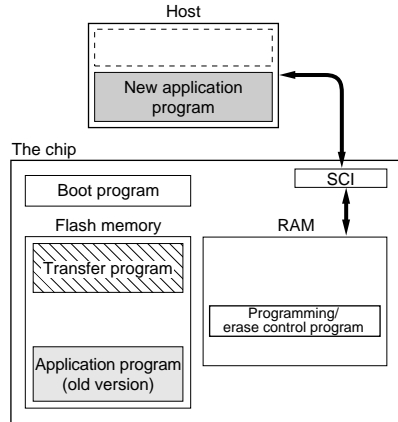 Host
New application
program
The chip
Boot program
SCI
Flash memory
RAM
Transfer program
Programming/
erase control program
Application program
(old version)